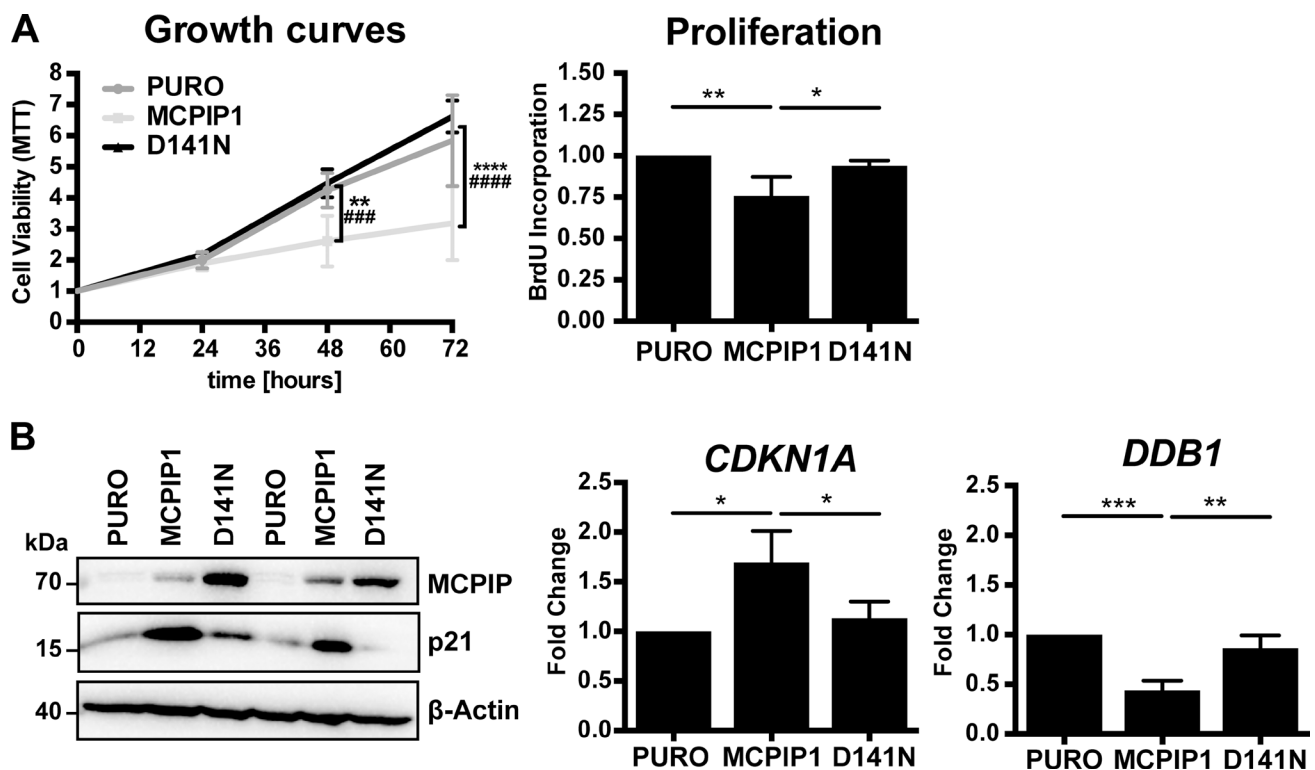 A
Growth curves
Cell Viability (MTT)
8
7
6
5
4
3
2
1
0
PURO
MCPIP1
D141N
**
###
****
####
0 12 24 36 48 60 72
time [hours]
Proliferation
BrdU Incorporation
1.50
1.25
1.00
0.75
0.50
0.25
0.00
** *
PURO MCPIP1 D141N
B
PURO MCPIP1 D141N PURO MCPIP1 D141N
kDa
70 MCPIP
15 p21
40 β-Actin
CDKN1A
Fold Change
2.5
2.0
1.5
1.0
0.5
0.0
* *
PURO MCPIP1 D141N
DDB1
Fold Change
2.5
2.0
1.5
1.0
0.5
0.0
*** **
PURO MCPIP1 D141N